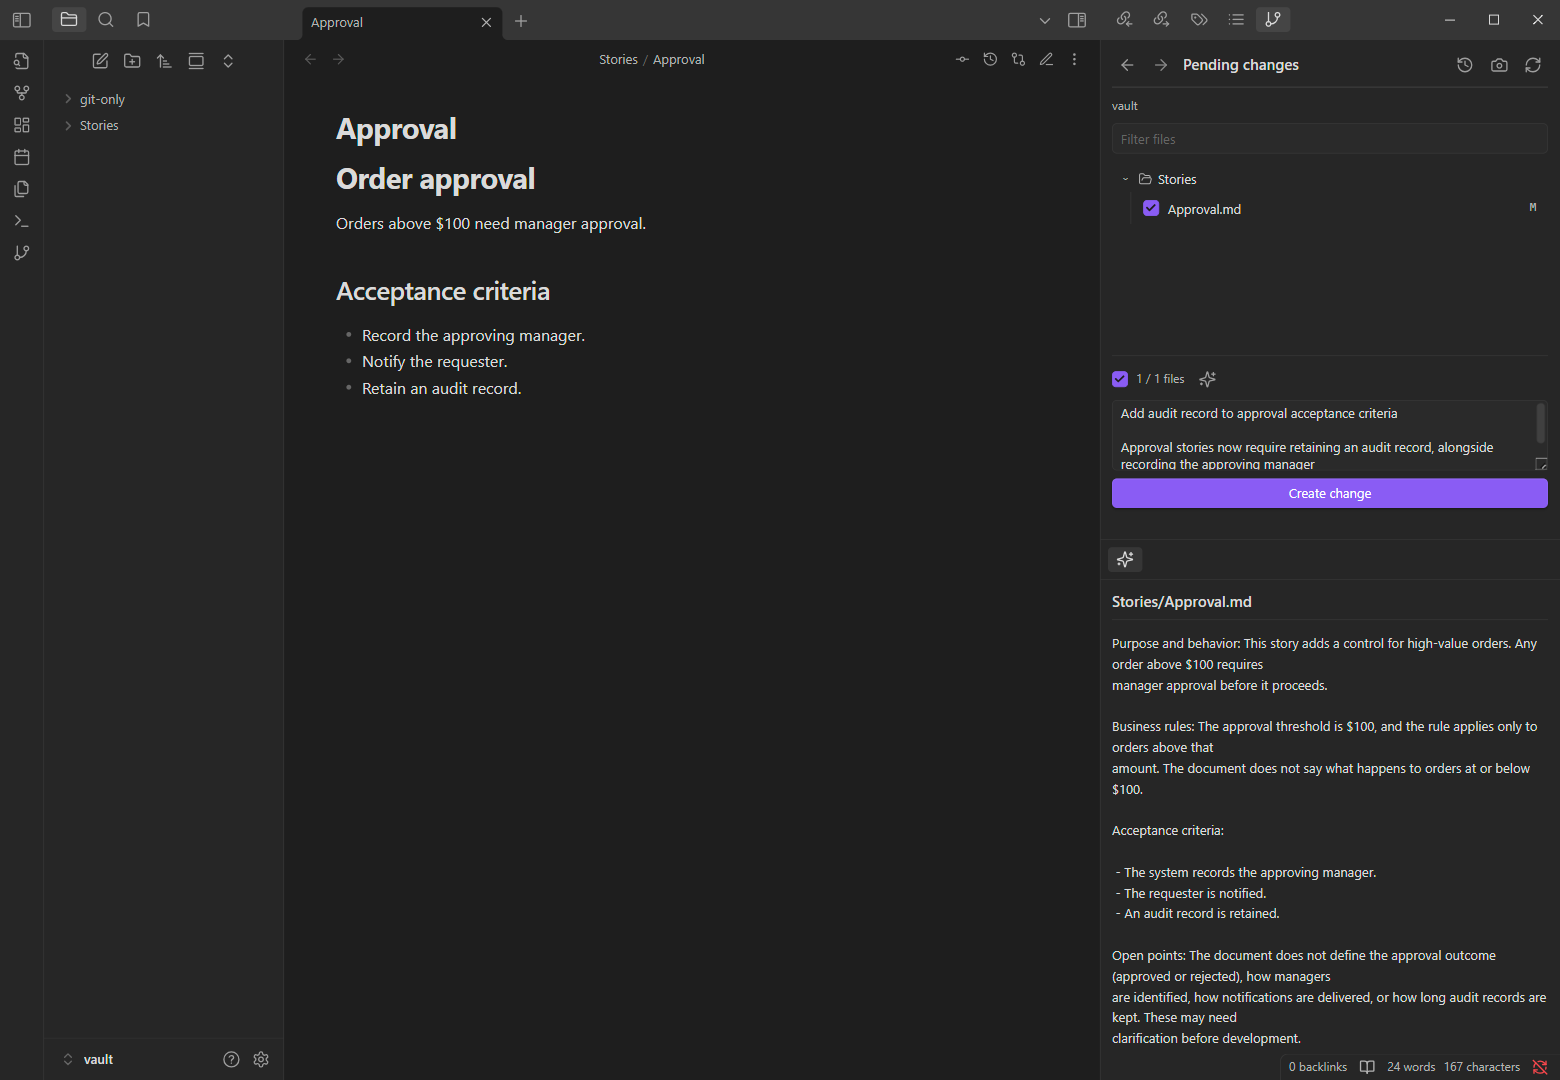 Approval
Stories / Approval
git-only
Stories
Approval
Order approval
Orders above $100 need manager approval.
Acceptance criteria
• Record the approving manager.
• Notify the requester.
• Retain an audit record.
vault
Pending changes
vault
Filter files
Stories
Approval.md
M
1 / 1 files
Add audit record to approval acceptance criteria
Approval stories now require retaining an audit record, alongside
recording the approving manager
Create change
Stories/Approval.md
Purpose and behavior: This story adds a control for high-value orders. Any
order above $100 requires
manager approval before it proceeds.
Business rules: The approval threshold is $100, and the rule applies only to
orders above that
amount. The document does not say what happens to orders at or below
$100.
Acceptance criteria:
- The system records the approving manager.
- The requester is notified.
- An audit record is retained.
Open points: The document does not define the approval outcome
(approved or rejected), how managers
are identified, how notifications are delivered, or how long audit records are
kept. These may need
clarification before development.
0 backlinks
24 words
167 characters